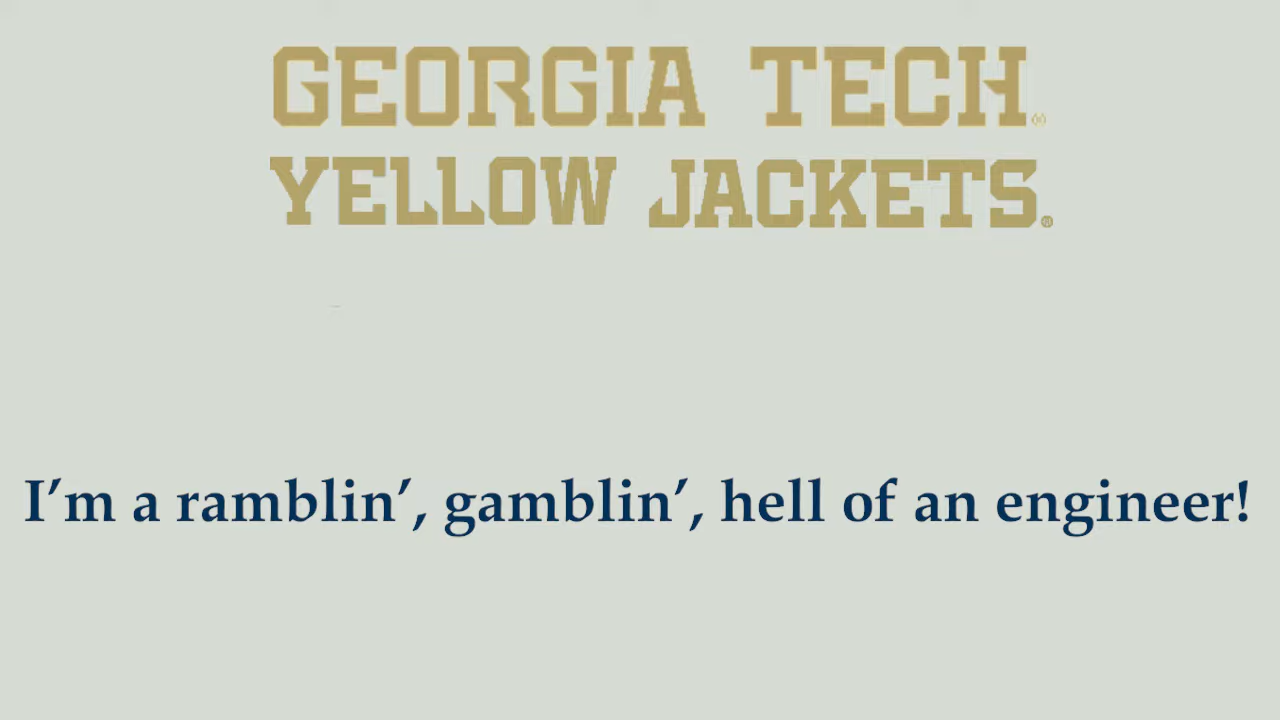 GEORGIA TECH®
YELLOW JACKETS®
I’m a ramblin’, gamblin’, hell of an engineer!